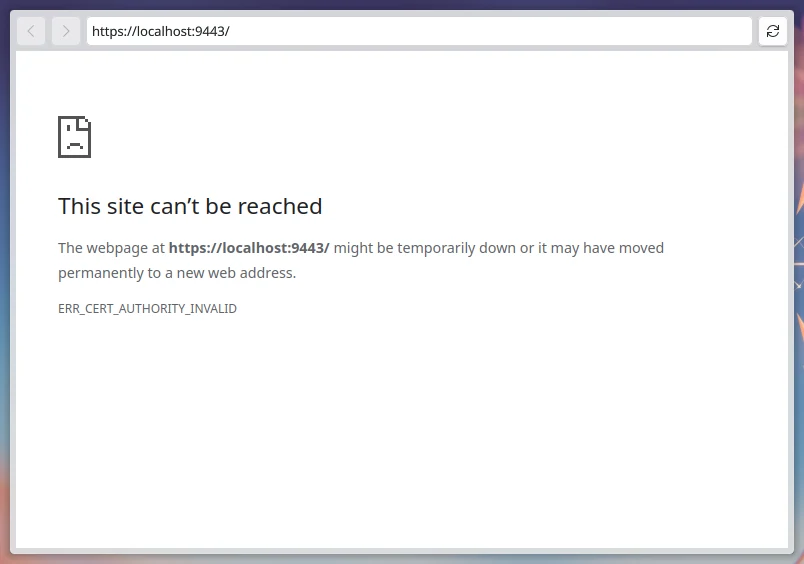 https://localhost:9443/
This site can’t be reached
The webpage at https://localhost:9443/ might be temporarily down or it may have moved
permanently to a new web address.
ERR_CERT_AUTHORITY_INVALID